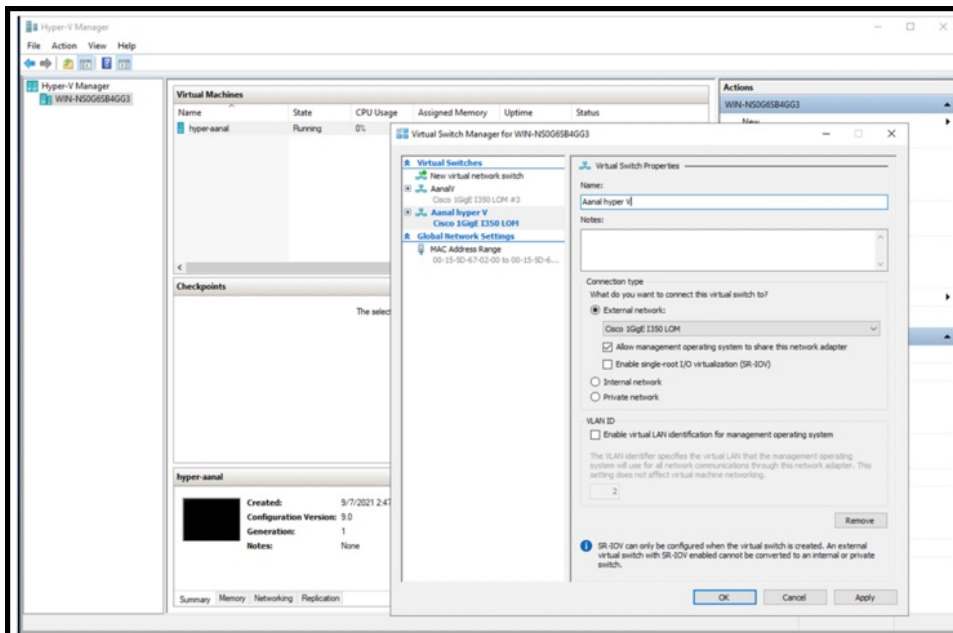 Hyper-V Manager
File Action View Help
Hyper-V Manager
WIN-NS0G6SB4GG3
Virtual Machines
Name State CPU Usage Assigned Memory Uptime Status
hyper-aanal Running 0%
Checkpoints
The selec
hyper-aanal
Created: 9/7/2021 2:47
Configuration Version: 9.0
Generation: 1
Notes: None
Summary Memory Networking Replication
Actions
WIN-NS0G6SB4GG3
New
Virtual Switch Manager for WIN-NS0G6SB4GG3
Virtual Switches
New virtual network switch
AanalV
Cisco 1GigE I350 LOM #3
Aanal hyper V
Cisco 1GigE I350 LOM
Global Network Settings
MAC Address Range
00-15-5D-67-02-00 to 00-15-5D-6...
Virtual Switch Properties
Name:
Aanal hyper V
Notes:
Connection type
What do you want to connect this virtual switch to?
External network:
Cisco 1GigE I350 LOM
Allow management operating system to share this network adapter
Enable single-root I/O virtualization (SR-IOV)
Internal network
Private network
VLAN ID
Enable virtual LAN identification for management operating system
The VLAN identifier specifies the virtual LAN that the management operating
system will use for all network communications through this network adapter. This
setting does not affect virtual machine networking.
2
Remove
SR-IOV can only be configured when the virtual switch is created. An external
virtual switch with SR-IOV enabled cannot be converted to an internal or private
switch.
OK Cancel Apply